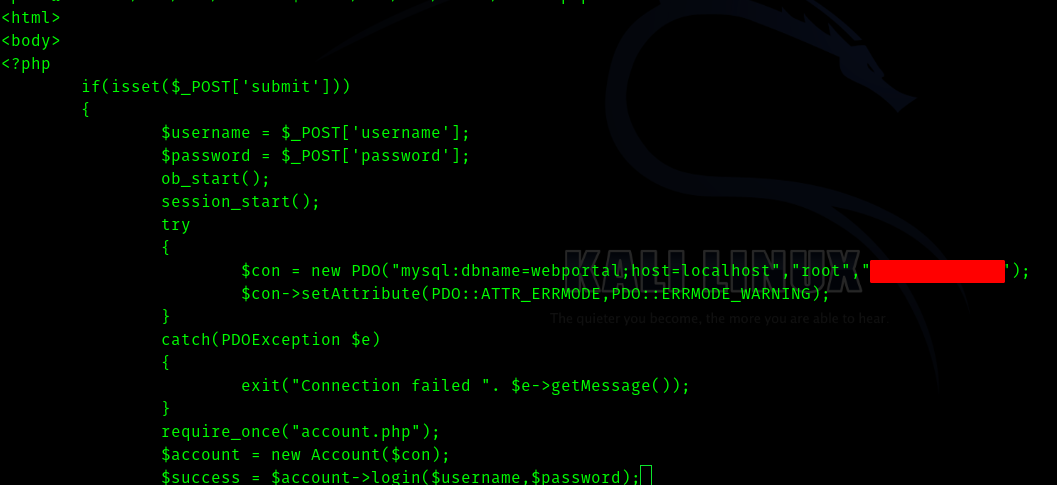 <html>
<body>
<?php
if(isset($_POST['submit']))
{
$username = $_POST['username'];
$password = $_POST['password'];
ob_start();
session_start();
try
{
$con = new PDO("mysql:dbname=webportal;host=localhost","root","");
$con->setAttribute(PDO::ATTR_ERRMODE,PDO::ERRMODE_WARNING);
}
catch(PDOException $e)
{
exit("Connection failed ". $e->getMessage());
}
require_once("account.php");
$account = new Account($con);
$success = $account->login($username,$password);
KALI LINUX
The quieter you become, the more you are able to hear